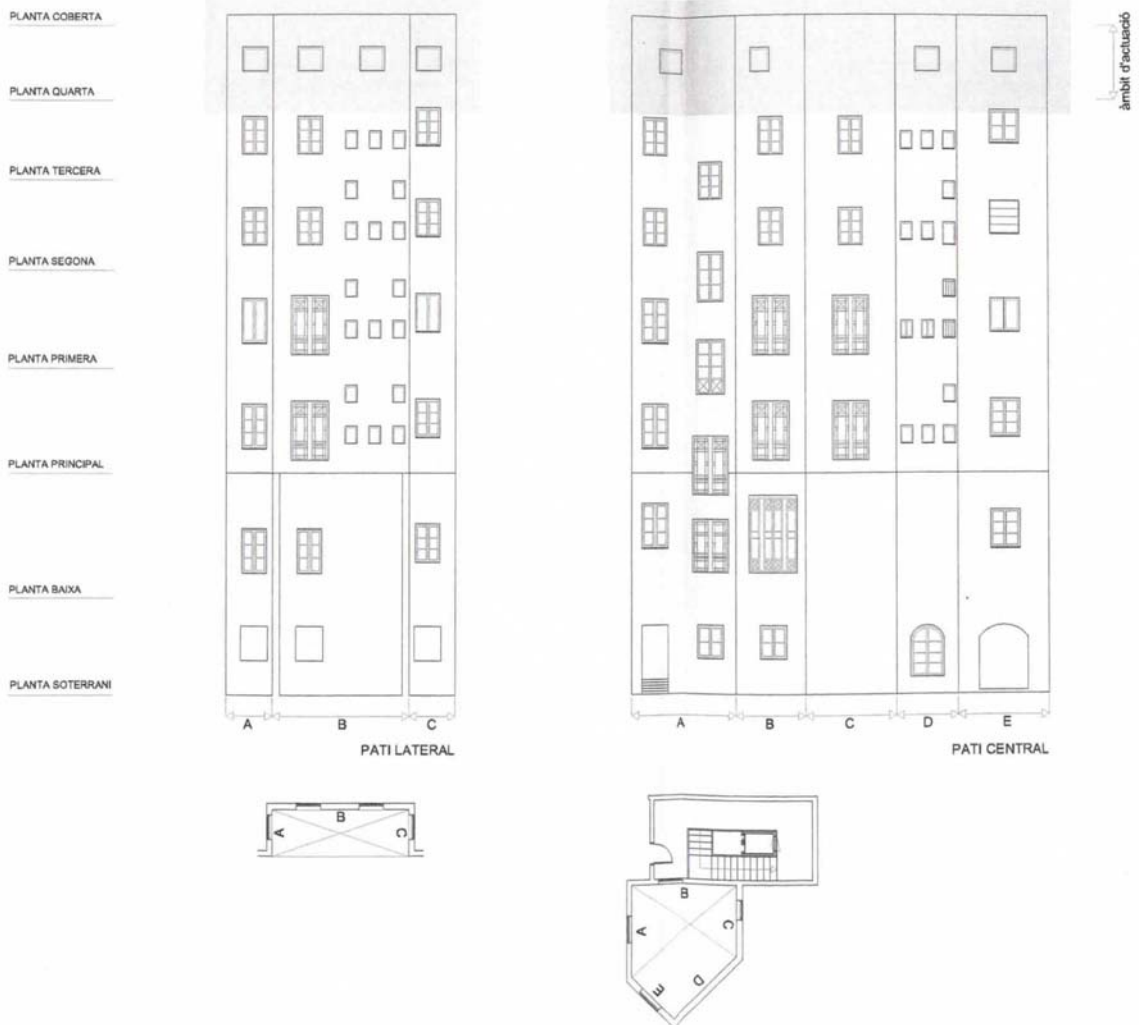 PLANTA COBERTA
PLANTA QUARTA
PLANTA TERCERA
PLANTA SEGONA
PLANTA PRIMERA
PLANTA PRINCIPAL
PLANTA BAIXA
PLANTA SOTERRANI
àmbit d'actuació
A B C
PATI LATERAL
A B C D E
PATI CENTRAL
A B C
A B C D E